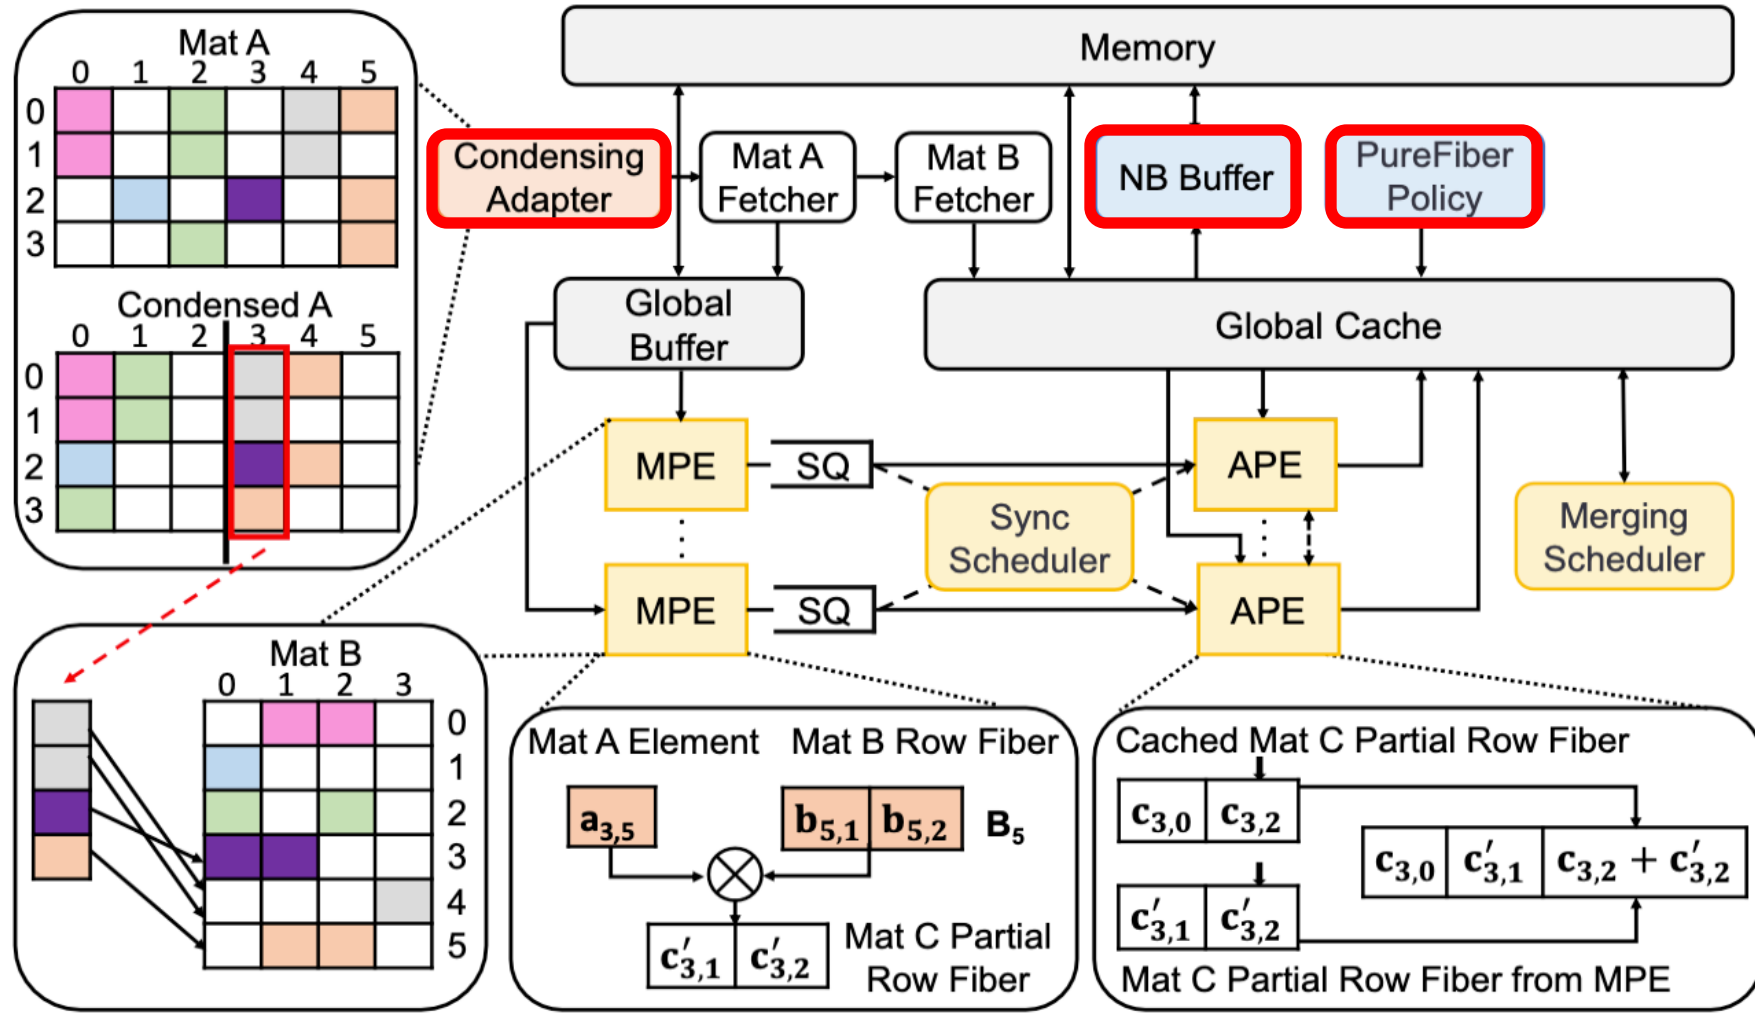 Mat A
0 1 2 3 4 5
0
1
2
3
Condensed A
0 1 2 3 4 5
0
1
2
3
Memory
Condensing
Adapter
Mat A
Fetcher
Mat B
Fetcher
NB Buffer
PureFiber
Policy
Global
Buffer
Global Cache
MPE
SQ
APE
Sync
Scheduler
Merging
Scheduler
MPE
SQ
APE
Mat B
0 1 2 3
0
1
2
3
4
5
Mat A Element
Mat B Row Fiber
a₃,₅
b₅,₁ b₅,₂ B₅
c′₃,₁ c′₃,₂
Mat C Partial
Row Fiber
Cached Mat C Partial Row Fiber
c₃,₀ c₃,₂
c₃,₀ c′₃,₁ c₃,₂ + c′₃,₂
c′₃,₁ c′₃,₂
Mat C Partial Row Fiber from MPE